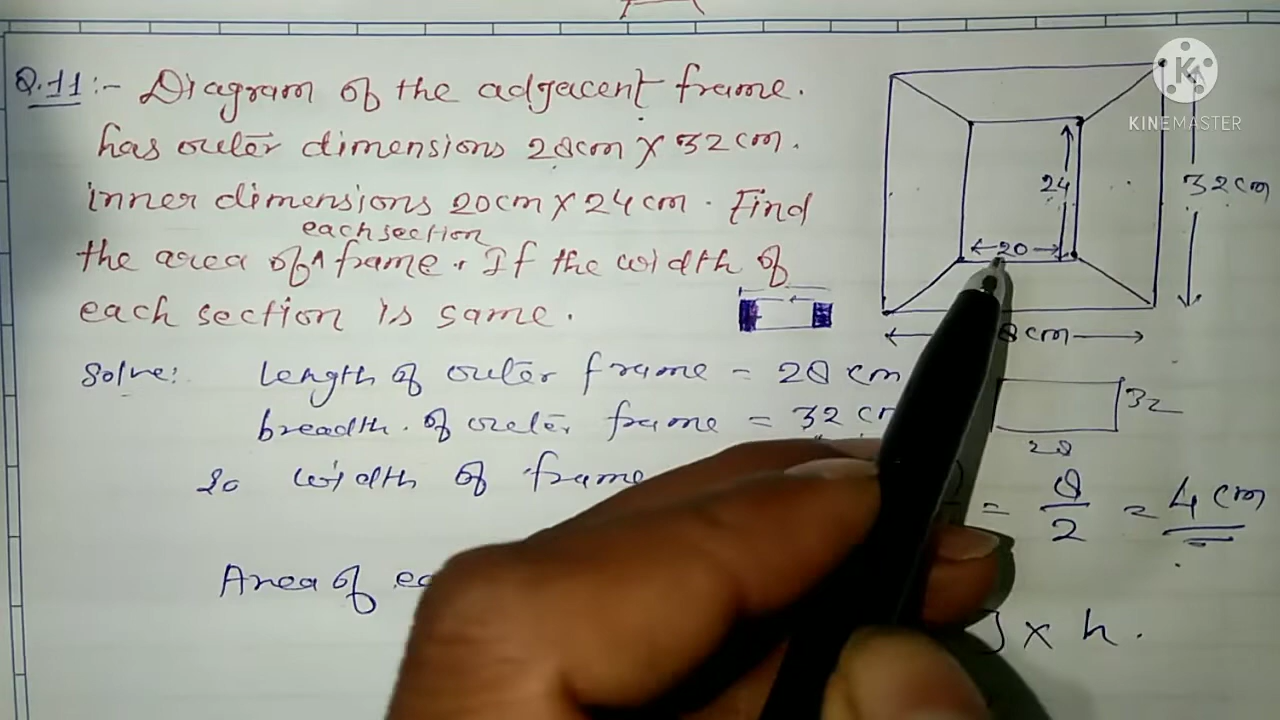 Q.11:- Diagram of the adjacent frame.
has outer dimensions 28cm x 32cm.
inner dimensions 20cm x 24cm. Find
each section
the area of ^ frame. If the width of
each section is same.
Solve: Length of outer frame = 28 cm
breadth. of outer frame = 32
So width of frame
= 8/2 = 4 cm
Area of
x h.
24
20
32cm
8cm
32
28
K
KINEMASTER